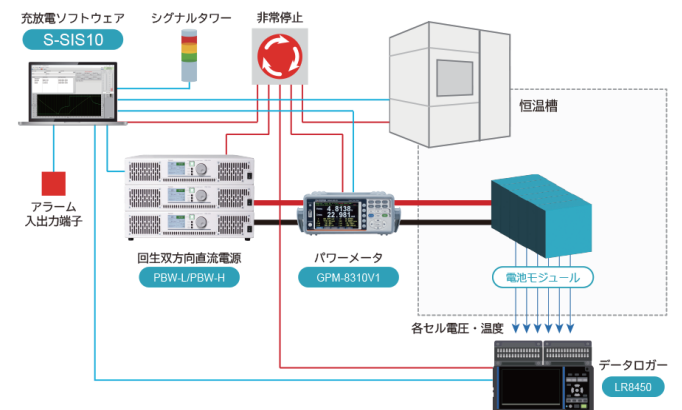 充放電ソフトウェア
S-SIS10
シグナルタワー
非常停止
恒温槽
アラーム
入出力端子
4.8138
22.981
回生双方向直流電源
PBW-L/PBW-H
パワーメータ
GPM-8310V1
電池モジュール
各セル電圧・温度
データロガー
LR8450